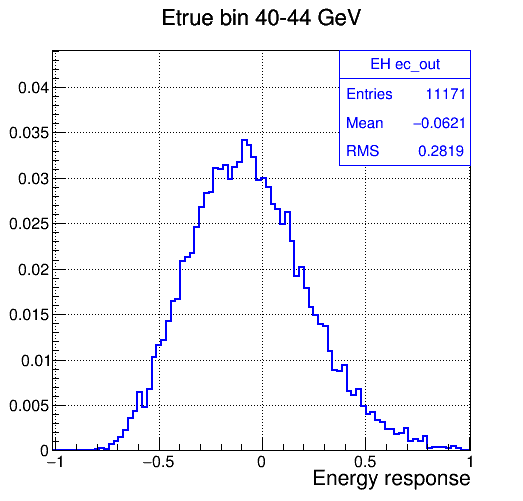 Etrue bin 40-44 GeV
EH ec_out
Entries 11171
Mean −0.0621
RMS 0.2819
0.04
0.035
0.03
0.025
0.02
0.015
0.01
0.005
0
−1 −0.5 0 0.5 1
Energy response